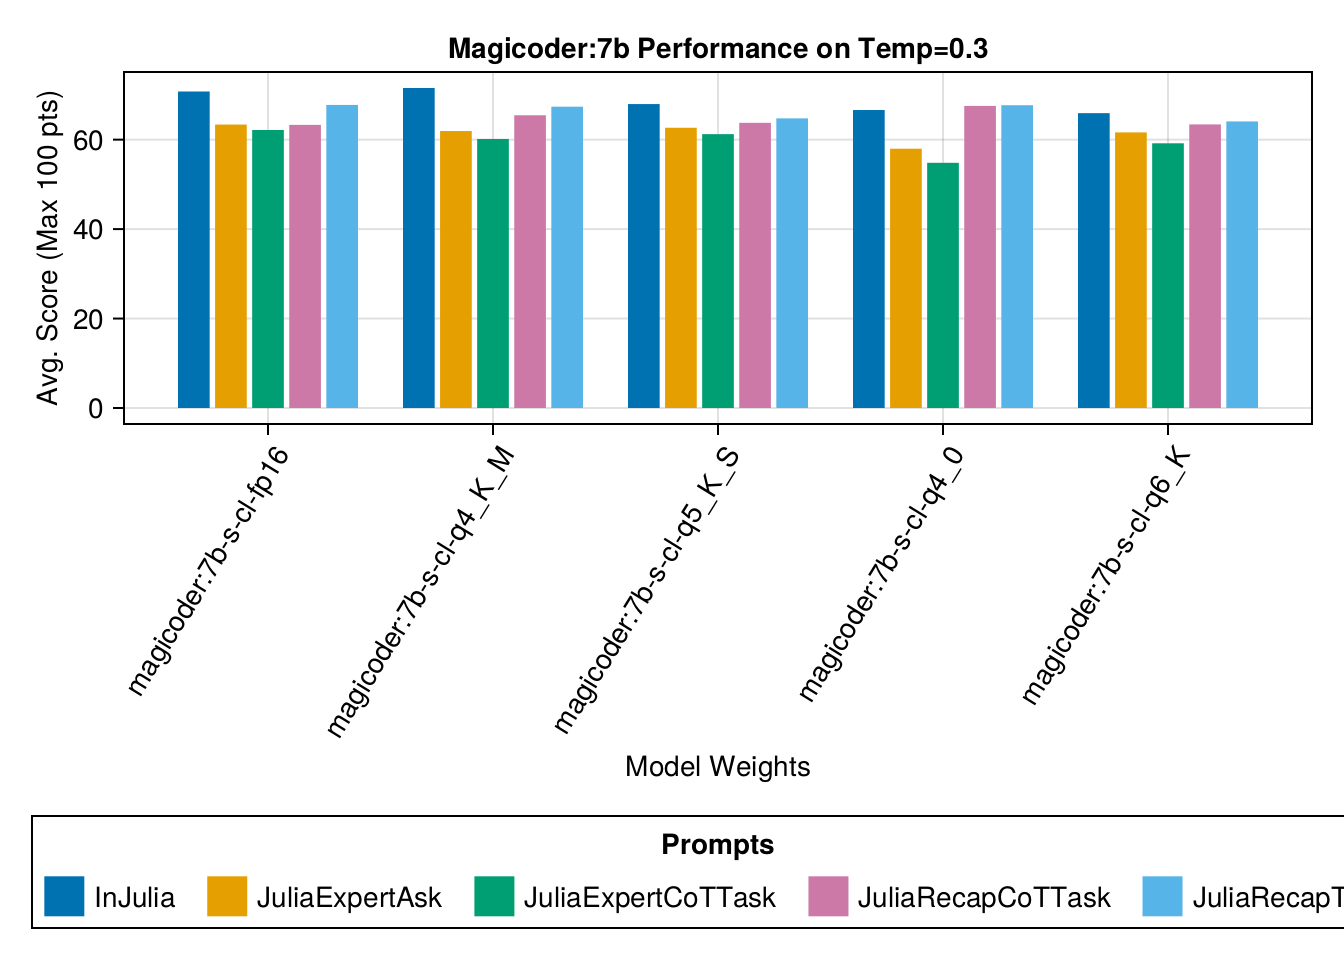 Magicoder:7b Performance on Temp=0.3
Avg. Score (Max 100 pts)
60
40
20
0
magicoder:7b-s-cl-fp16
magicoder:7b-s-cl-q4_K_M
magicoder:7b-s-cl-q5_K_S
magicoder:7b-s-cl-q4_0
magicoder:7b-s-cl-q6_K
Model Weights
Prompts
InJulia JuliaExpertAsk JuliaExpertCoTTask JuliaRecapCoTTask JuliaRecapT